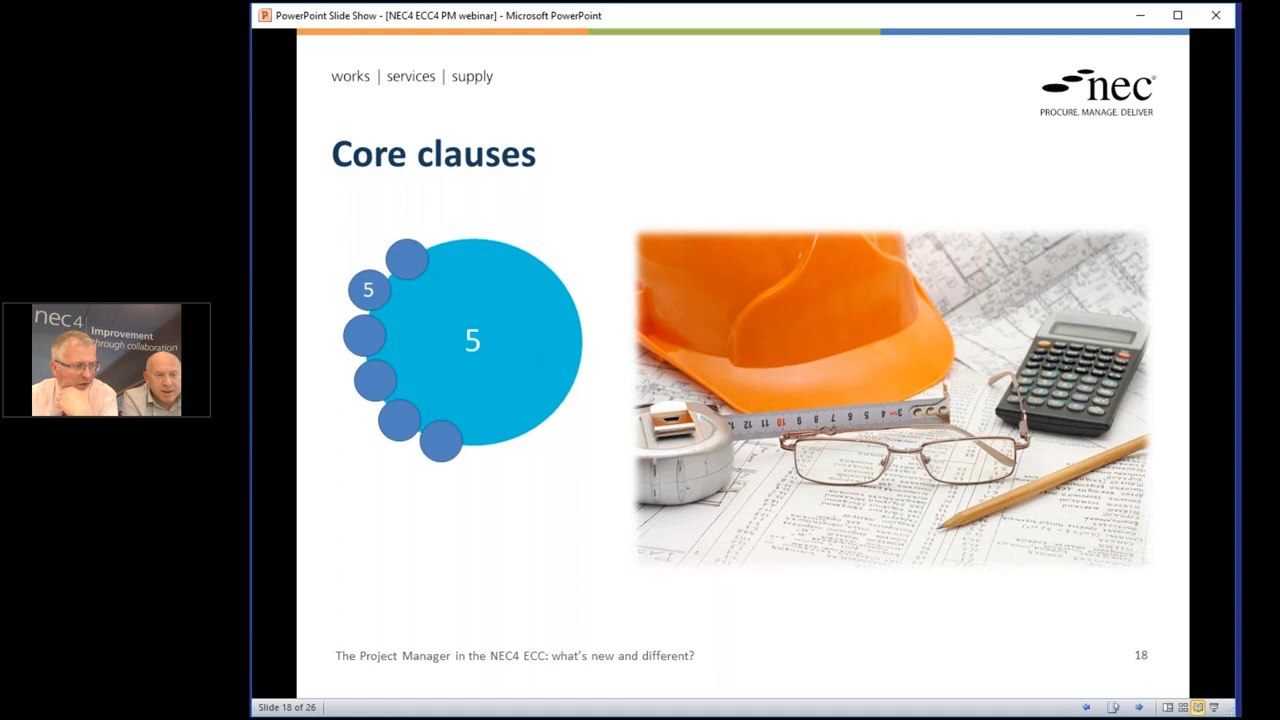 PowerPoint Slide Show - [NEC4 ECC4 PM webinar] - Microsoft PowerPoint
works | services | supply
nec®
PROCURE. MANAGE. DELIVER
Core clauses
5
5
nec4
Improvement
through collaboration
The Project Manager in the NEC4 ECC: what's new and different?
18
Slide 18 of 26